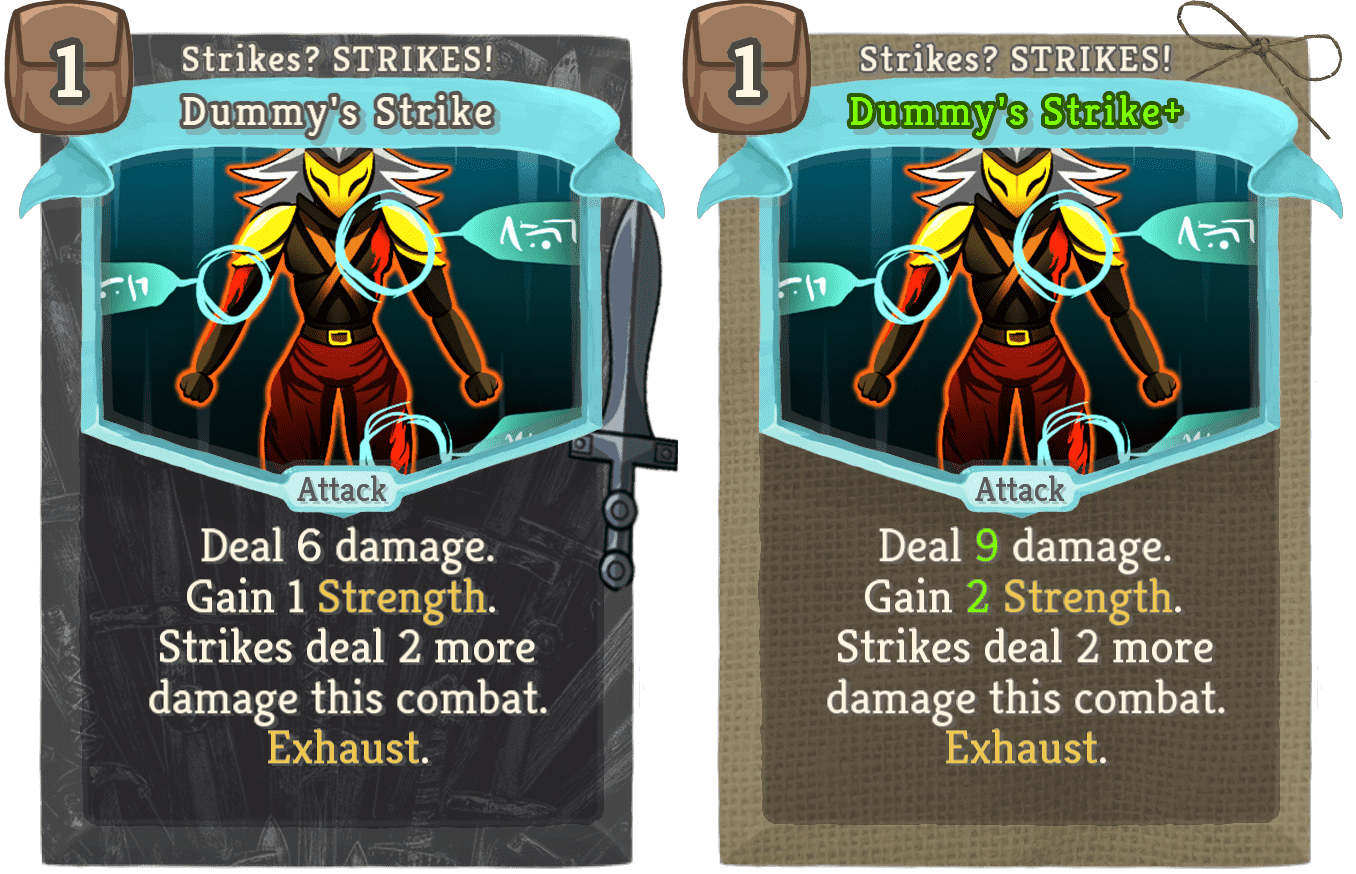 1
Strikes? STRIKES!
Dummy's Strike
Attack
Deal 6 damage.
Gain 1 Strength.
Strikes deal 2 more
damage this combat.
Exhaust.
1
Strikes? STRIKES!
Dummy's Strike+
Attack
Deal 9 damage.
Gain 2 Strength.
Strikes deal 2 more
damage this combat.
Exhaust.